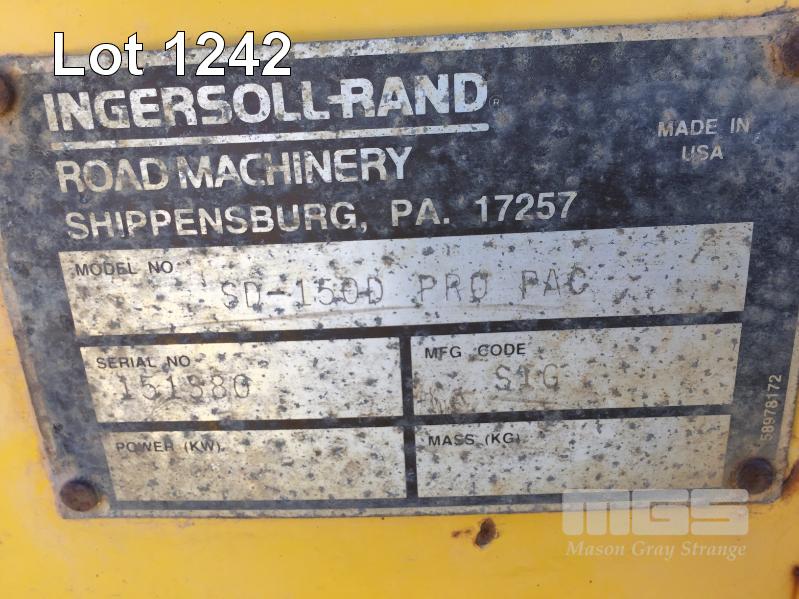 Lot 1242
INGERSOLL-RAND®
ROAD MACHINERY
SHIPPENSBURG, PA. 17257
MADE IN
USA
MODEL NO
SD-150D PRO PAC
SERIAL NO
MFG CODE
S1G
POWER (KW)
MASS (KG)
58978172
MGS
Mason Gray Strange